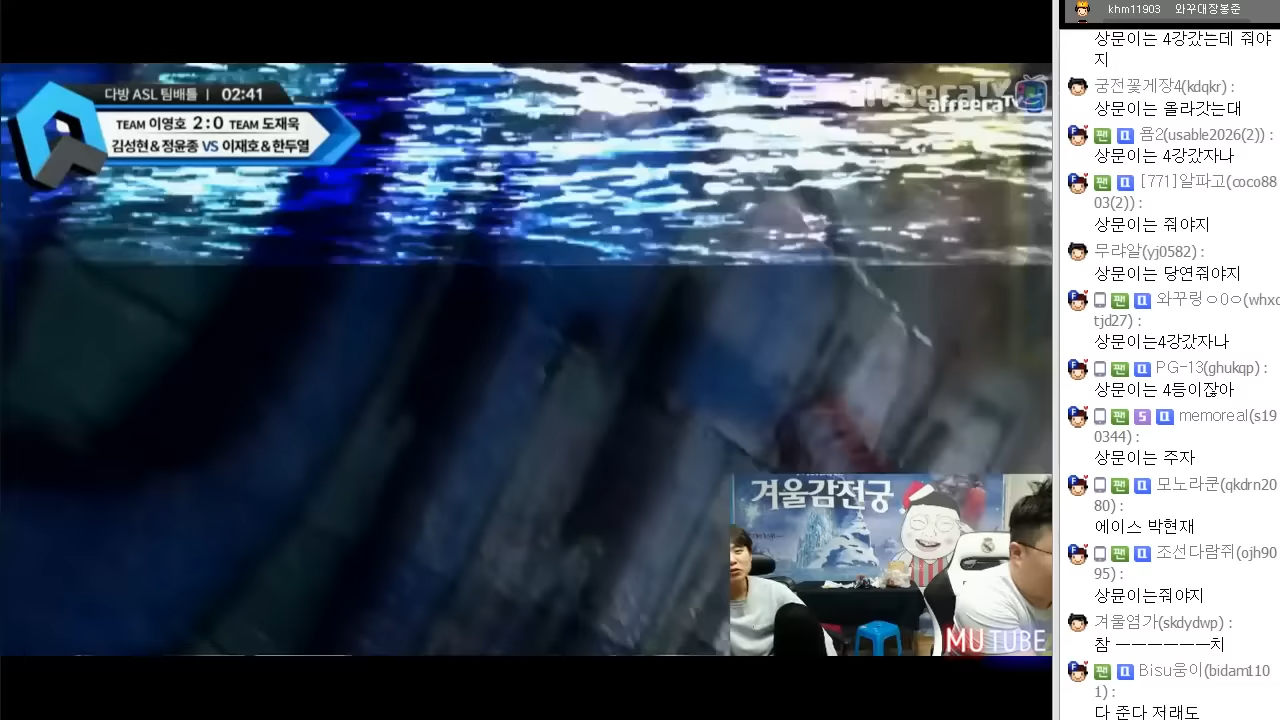 khm11903 와꾸대장봉준
상문이는 4강갔는데 줘야
지
궁전꽃게장4(kdqkr) :
상문이는 올라갓는대
욤2(usable2026(2)) :
상문이는 4강갔자나
[771]알파고(coco88
03(2)) :
상문이는 줘야지
무랴알(yj0582) :
상문이는 당연줘야지
와꾸링ㅇ0ㅇ(whxc
tjd27) :
상문이는4강갔자나
PG-13(ghukqp) :
상문이는 4등이잖아
memoreal(s19
0344) :
상문이는 주자
모노라쿤(qkdrn20
80) :
에이스 박현재
조선다람쥐(ojh90
95) :
상문이는줘야지
겨울염가(skdydwp) :
참 ㅡㅡㅡㅡㅡㅡ치
Bisu웅이(bidam110
1) :
다 준다 저래도
다방 ASL 팀배틀 | 02:41
TEAM 이영호 2:0 TEAM 도재욱
김성현&정윤종 VS 이재호&한두열
afreecaTV
afreecaTV
겨울감전궁
MUTUBE